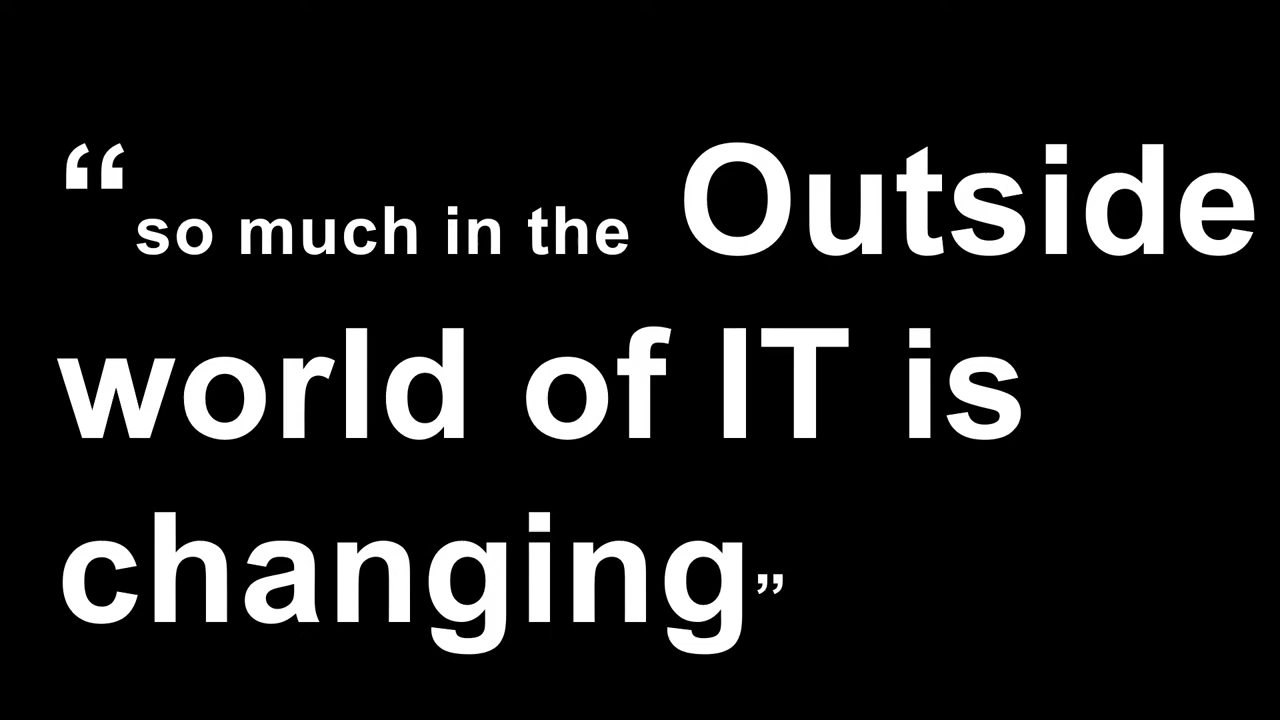 “so much in the Outside
world of IT is
changing”